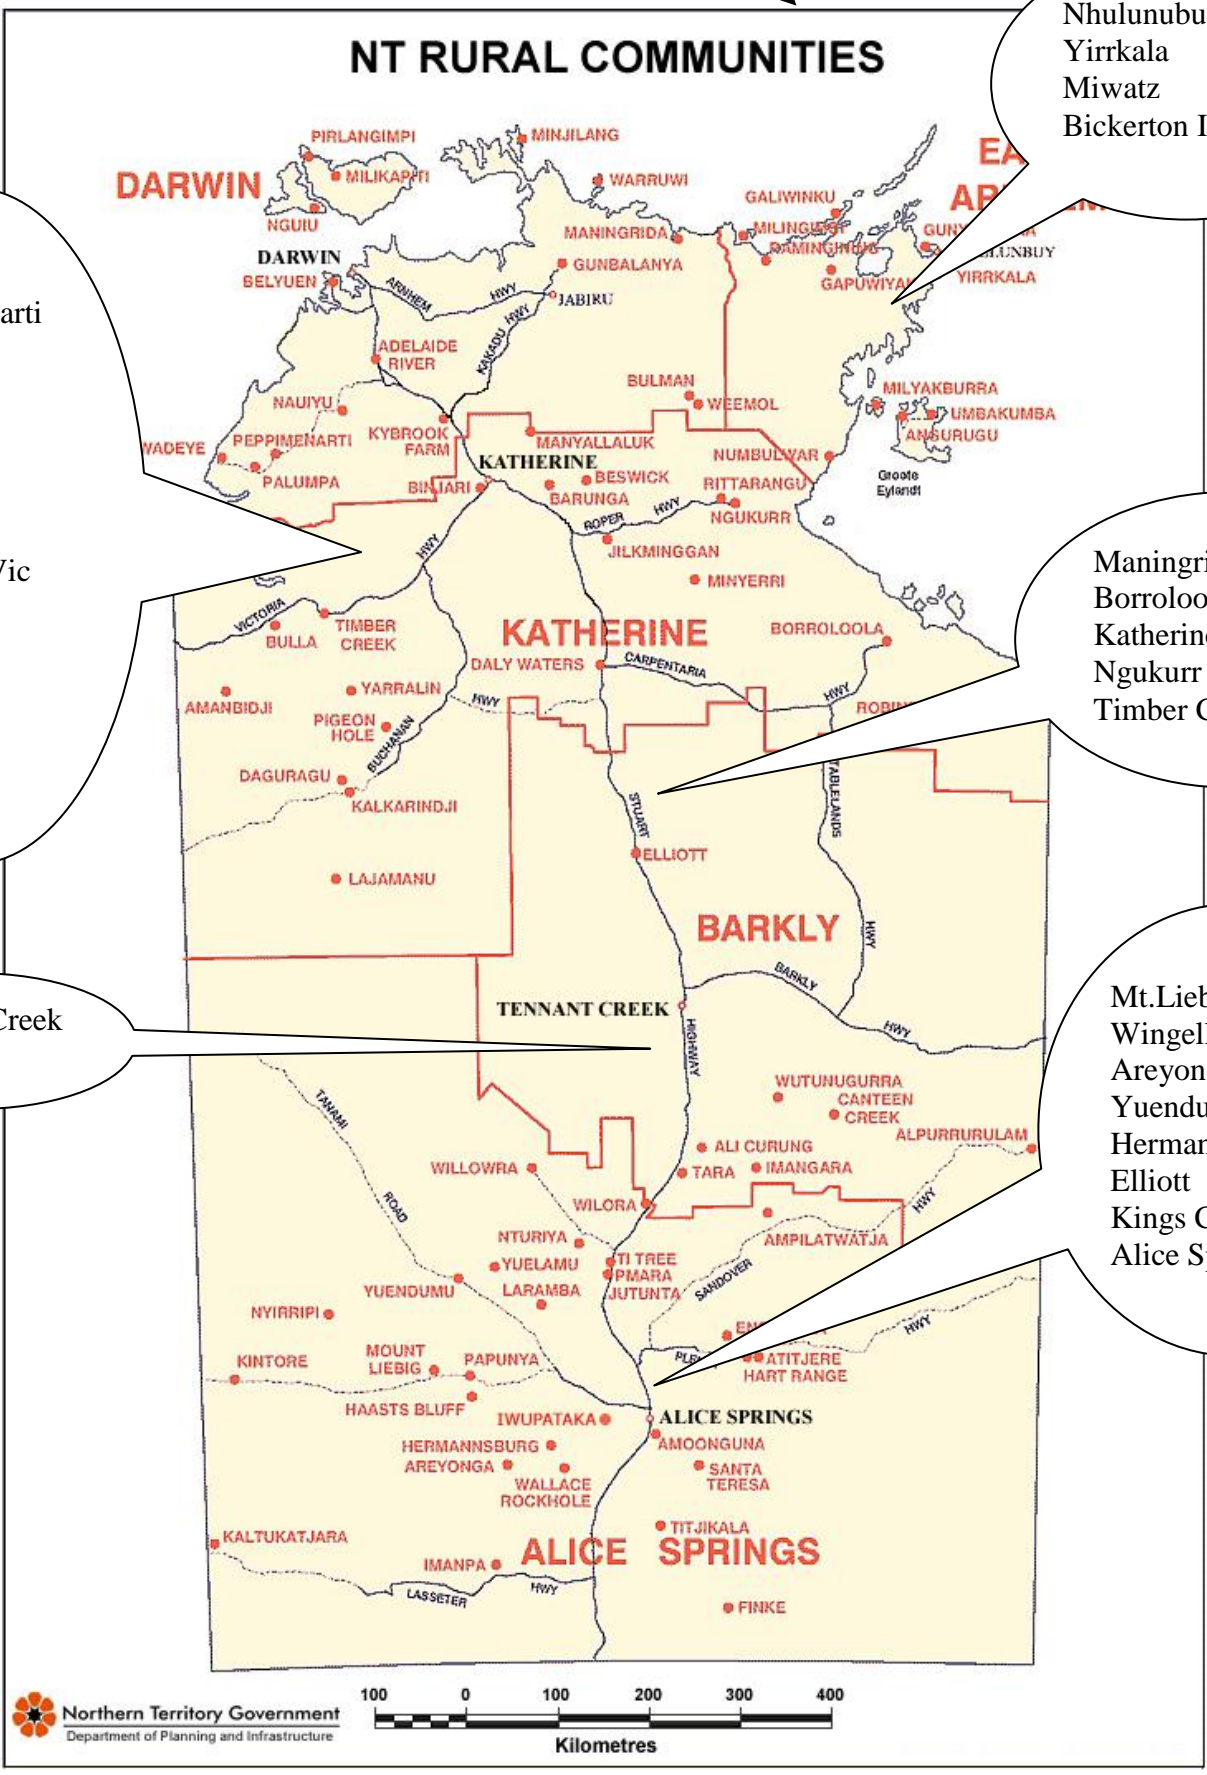 Nhulunubu
Yirrkala
Miwatz
Bickerton I
NT RURAL COMMUNITIES
PIRLANGIMPI
MINJILANG
DARWIN
MILIKAPITI
WARRUWI
GALIWINKU
NGUIU
MANINGRIDA
MILINGIMBI
RAMINGINING
DARWIN
GUNBALANYA
BELYUEN
GAPUWIYAK
YIRRKALA
ARNHEM
HWY
JABIRU
KAKADU HWY
arti
ADELAIDE
RIVER
BULMAN
WEEMOL
MILYAKBURRA
UMBAKUMBA
ANGURUGU
NAUIYU
KYBROOK
FARM
MANYALLALUK
WADEYE
PEPPIMENARTI
PALUMPA
KATHERINE
NUMBULWAR
BINJARI
BESWICK
BARUNGA
RITTARANGU
Groote
Eylandt
ROPER
HWY
NGUKURR
JILKMINGGAN
MINYERRI
HWY
Vic
VICTORIA
BULLA
TIMBER
CREEK
KATHERINE
BORROLOOLA
DALY WATERS
CARPENTARIA
HWY
Maningri
Borroloo
Katherine
Ngukurr
Timber C
AMANBIDJI
YARRALIN
HWY
PIGEON
HOLE
BUCHANAN
DAGURAGU
KALKARINDJI
STUART
TABLELANDS
ELLIOTT
LAJAMANU
BARKLY
HWY
BARKLY
TENNANT CREEK
HWY
HIGHWAY
Creek
Mt.Lieb
Wingell
Areyon
Yuendu
Herman
Elliott
Kings C
Alice Sp
TANAMI
WUTUNUGURRA
CANTEEN
CREEK
ALI CURUNG
ALPURRURULAM
WILLOWRA
TARA
IMANGARA
ROAD
WILORA
HWY
NTURIYA
AMPILATWATJA
YUELAMU
TI TREE
PMARA
JUTUNTA
SANDOVER
YUENDUMU
LARAMBA
NYIRRIPI
HWY
KINTORE
MOUNT
LIEBIG
PAPUNYA
ATITJERE
HART RANGE
HAASTS BLUFF
IWUPATAKA
ALICE SPRINGS
HERMANNSBURG
AMOONGUNA
AREYONGA
WALLACE
ROCKHOLE
SANTA
TERESA
KALTUKATJARA
TITJIKALA
ALICE SPRINGS
IMANPA
LASSETER
HWY
FINKE
Northern Territory Government
Department of Planning and Infrastructure
100 0 100 200 300 400
Kilometres